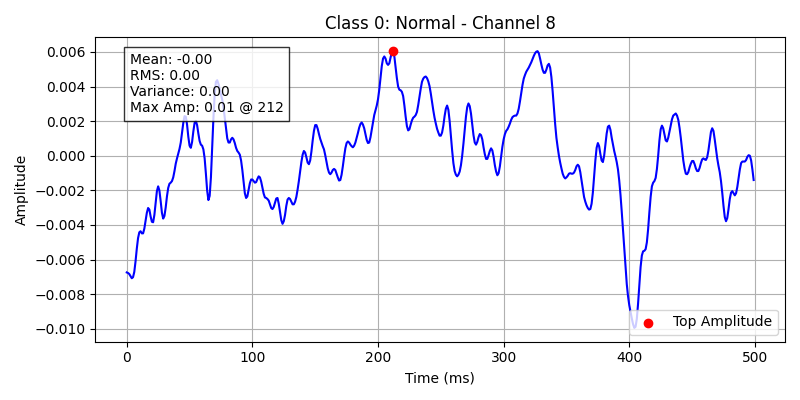 Class 0: Normal - Channel 8
Mean: -0.00
RMS: 0.00
Variance: 0.00
Max Amp: 0.01 @ 212
Amplitude
0.006
0.004
0.002
0.000
−0.002
−0.004
−0.006
−0.008
−0.010
Top Amplitude
0
100
200
300
400
500
Time (ms)